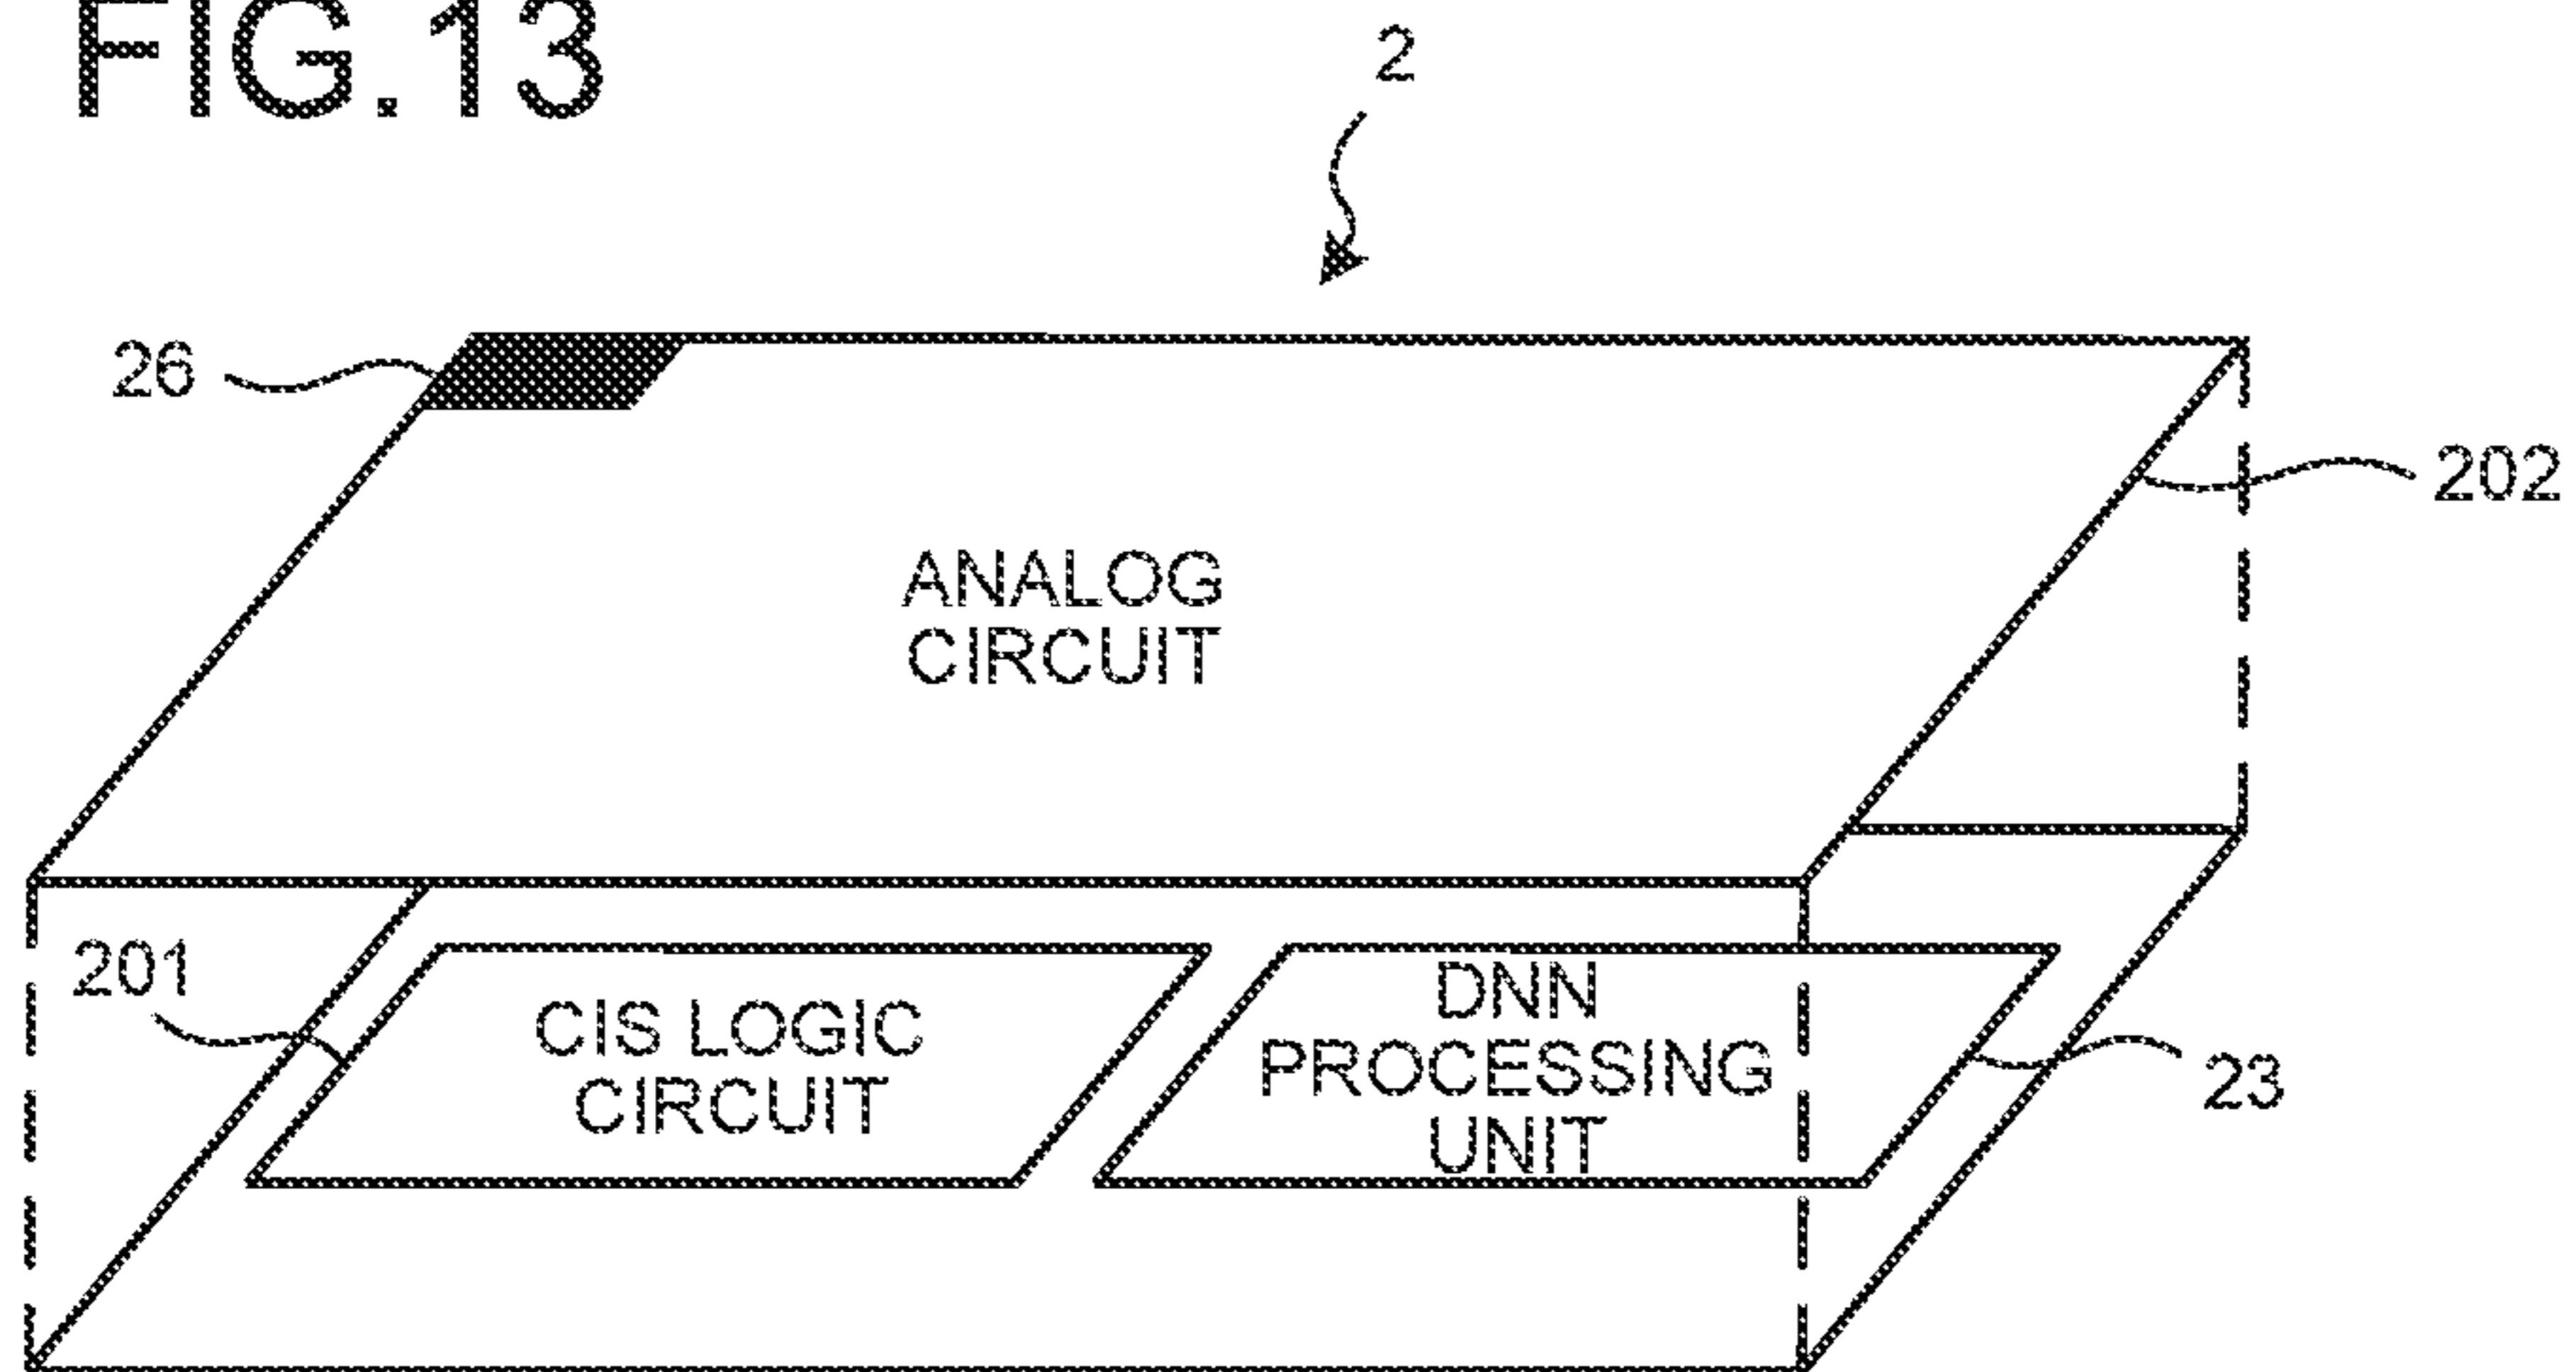 FIG.13
2
26
202
ANALOG
CIRCUIT
201
CIS LOGIC
CIRCUIT
DNN
PROCESSING
UNIT
23